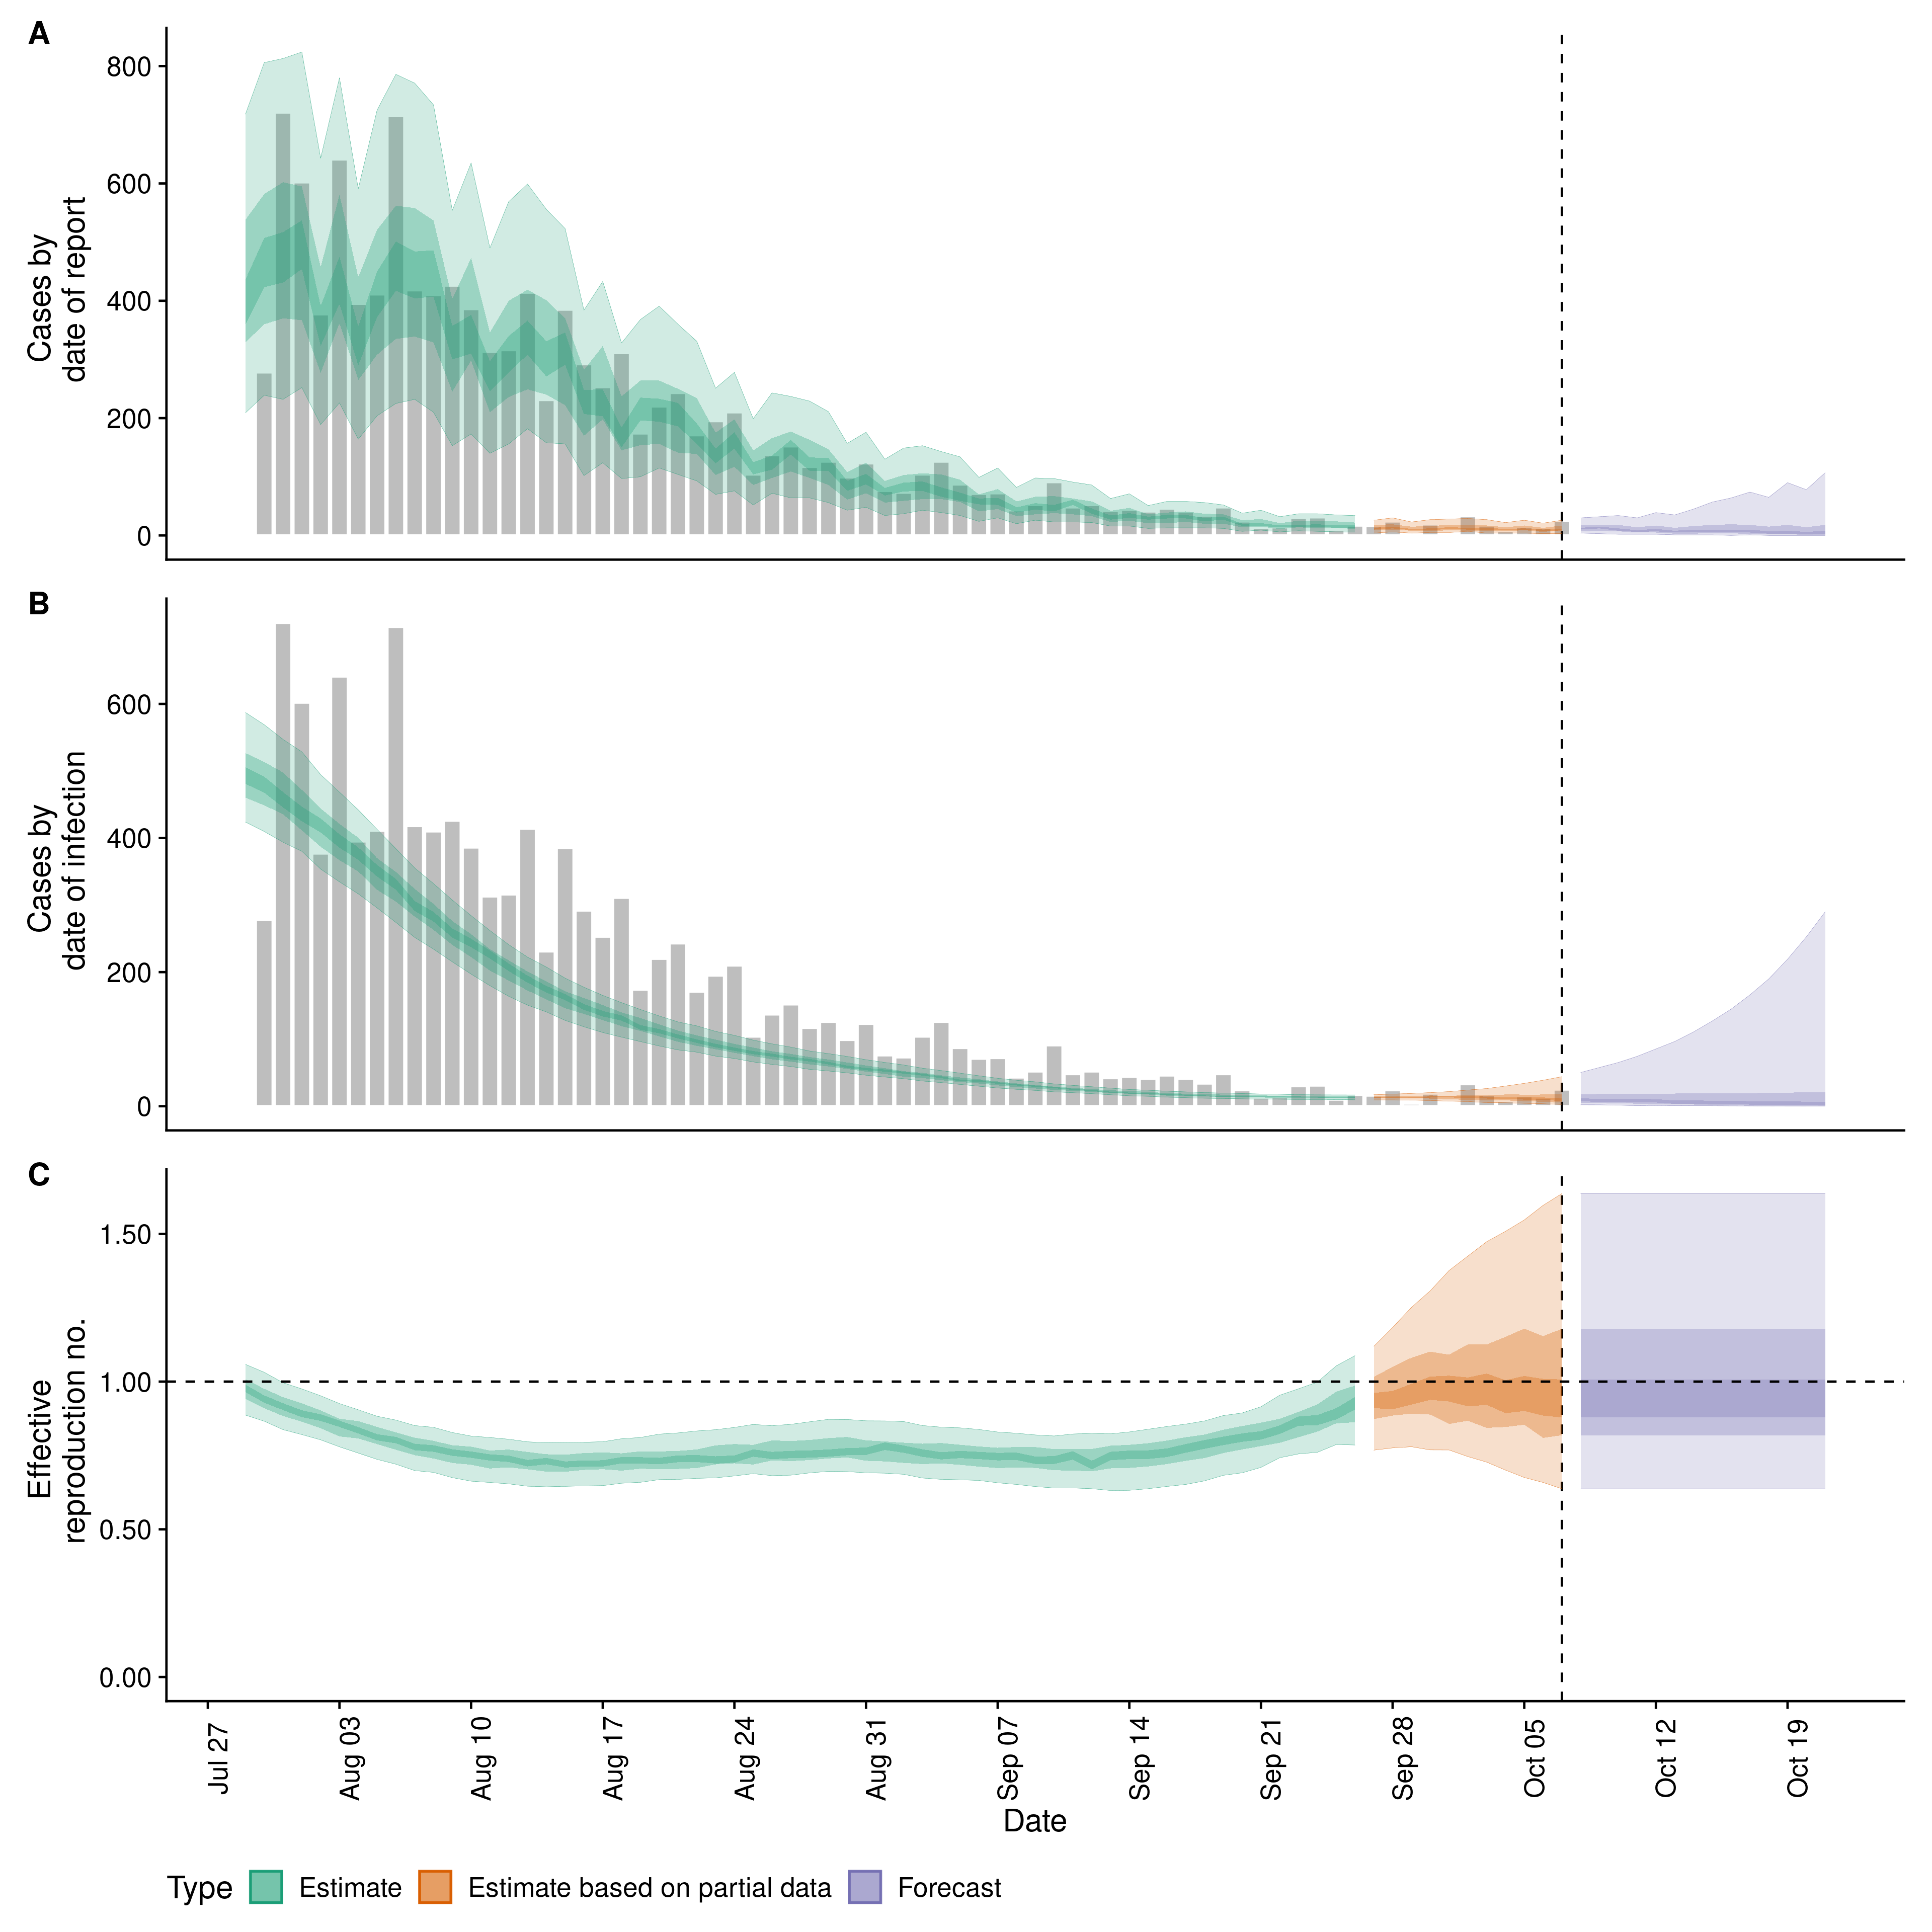 A
Cases by
date of report
800
600
400
200
0
B
Cases by
date of infection
600
400
200
0
C
Effective
reproduction no.
1.50
1.00
0.50
0.00
Jul 27
Aug 03
Aug 10
Aug 17
Aug 24
Aug 31
Sep 07
Sep 14
Sep 21
Sep 28
Oct 05
Oct 12
Oct 19
Date
Type Estimate Estimate based on partial data Forecast